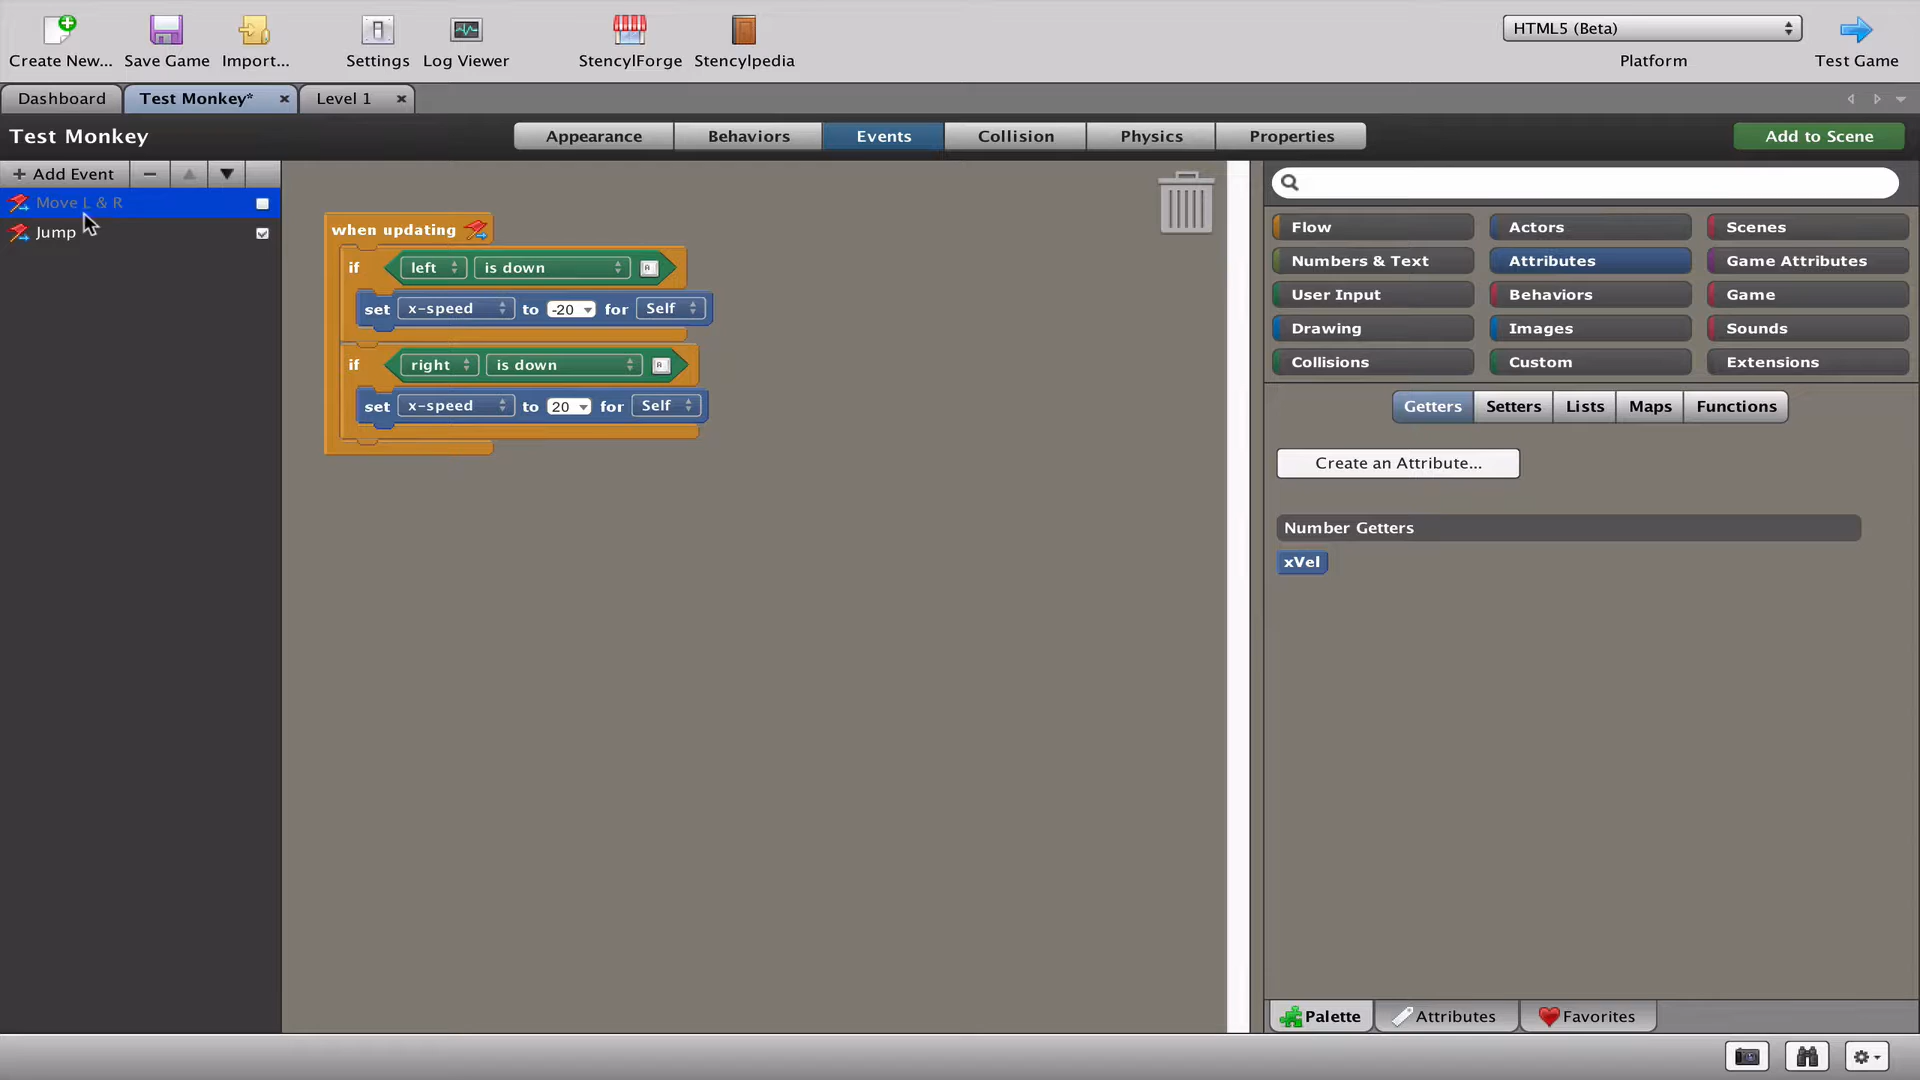 Create New... Save Game Import... Settings Log Viewer StencylForge Stencylpedia HTML5 (Beta) Platform Test Game
Dashboard Test Monkey* Level 1
Test Monkey Appearance Behaviors Events Collision Physics Properties Add to Scene
+ Add Event
Move L & R
Jump
when updating
if left is down
set x-speed to -20 for Self
if right is down
set x-speed to 20 for Self
Flow Actors Scenes
Numbers & Text Attributes Game Attributes
User Input Behaviors Game
Drawing Images Sounds
Collisions Custom Extensions
Getters Setters Lists Maps Functions
Create an Attribute...
Number Getters
xVel
Palette Attributes Favorites